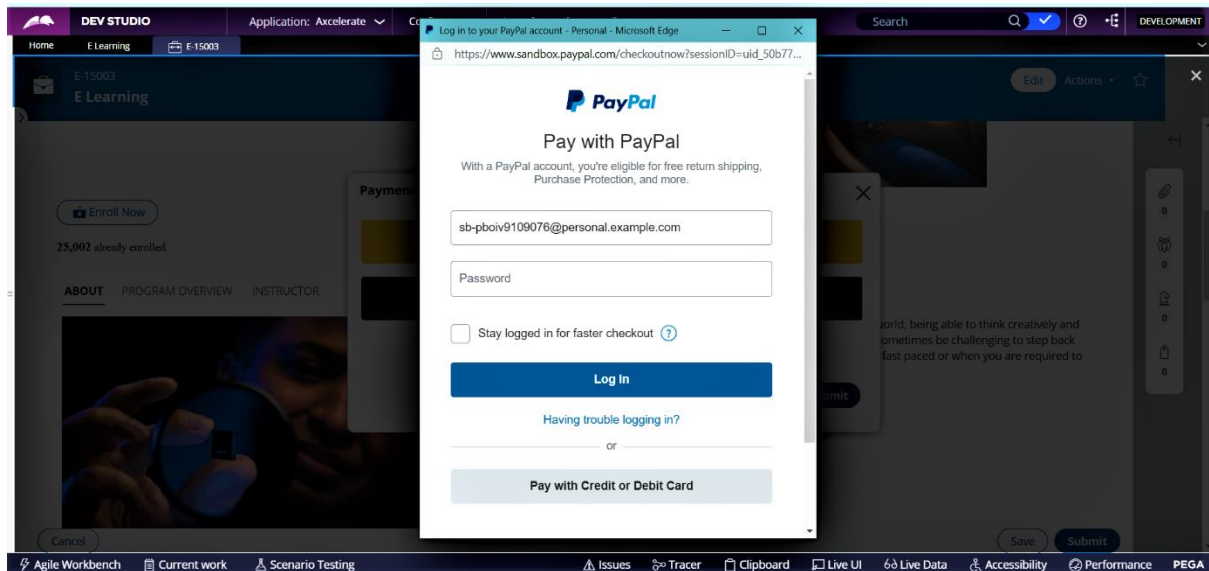 DEV STUDIO
Application: Axcelerate
Search
DEVELOPMENT
Home
E Learning
E-15003
E-15003
E Learning
Edit
Actions
Enroll Now
25,002 already enrolled
ABOUT
PROGRAM OVERVIEW
INSTRUCTOR
Payment
Log in to your PayPal account - Personal - Microsoft Edge
https://www.sandbox.paypal.com/checkoutnow?sessionID=uid_50b77...
PayPal
Pay with PayPal
With a PayPal account, you're eligible for free return shipping,
Purchase Protection, and more.
sb-pboiv9109076@personal.example.com
Password
Stay logged in for faster checkout
Log In
Having trouble logging in?
or
Pay with Credit or Debit Card
world, being able to think creatively and
sometimes be challenging to step back
fast paced or when you are required to
0
0
0
0
Cancel
Save
Submit
Agile Workbench
Current work
Scenario Testing
Issues
Tracer
Clipboard
Live UI
Live Data
Accessibility
Performance
PEGA